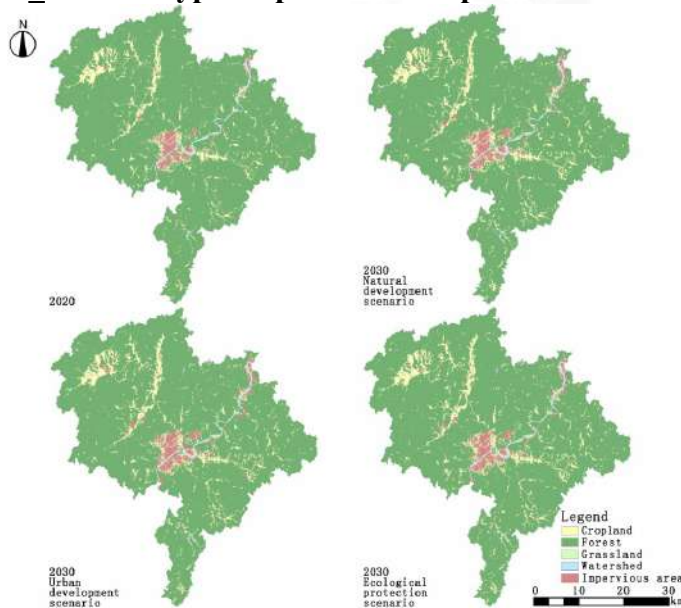 N
2020
2030
Natural
development
scenario
2030
Urban
development
scenario
2030
Ecological
protection
scenario
Legend
Cropland
Forest
Grassland
Watershed
Impervious area
0 10 20 30
km